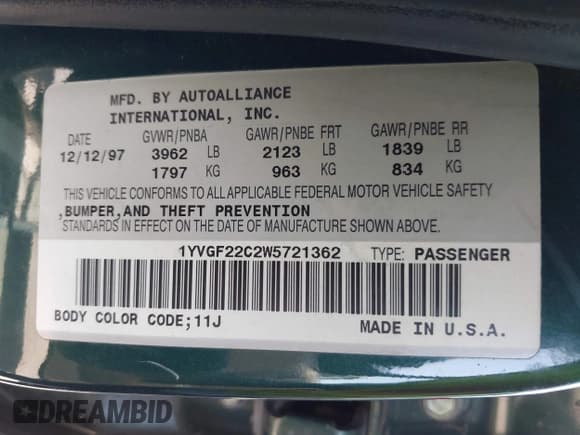 MFD. BY AUTOALLIANCE
INTERNATIONAL, INC.
DATE GVWR/PNBA GAWR/PNBE FRT GAWR/PNBE RR
12/12/97 3962 LB 2123 LB 1839 LB
1797 KG 963 KG 834 KG
THIS VEHICLE CONFORMS TO ALL APPLICABLE FEDERAL MOTOR VEHICLE SAFETY
,BUMPER,AND THEFT PREVENTION
STANDARDS IN EFFECT ON THE DATE OF MANUFACTURE SHOWN ABOVE.
1YVGF22C2W5721362 TYPE: PASSENGER
BODY COLOR CODE;11J MADE IN U.S.A.
DREAMBID